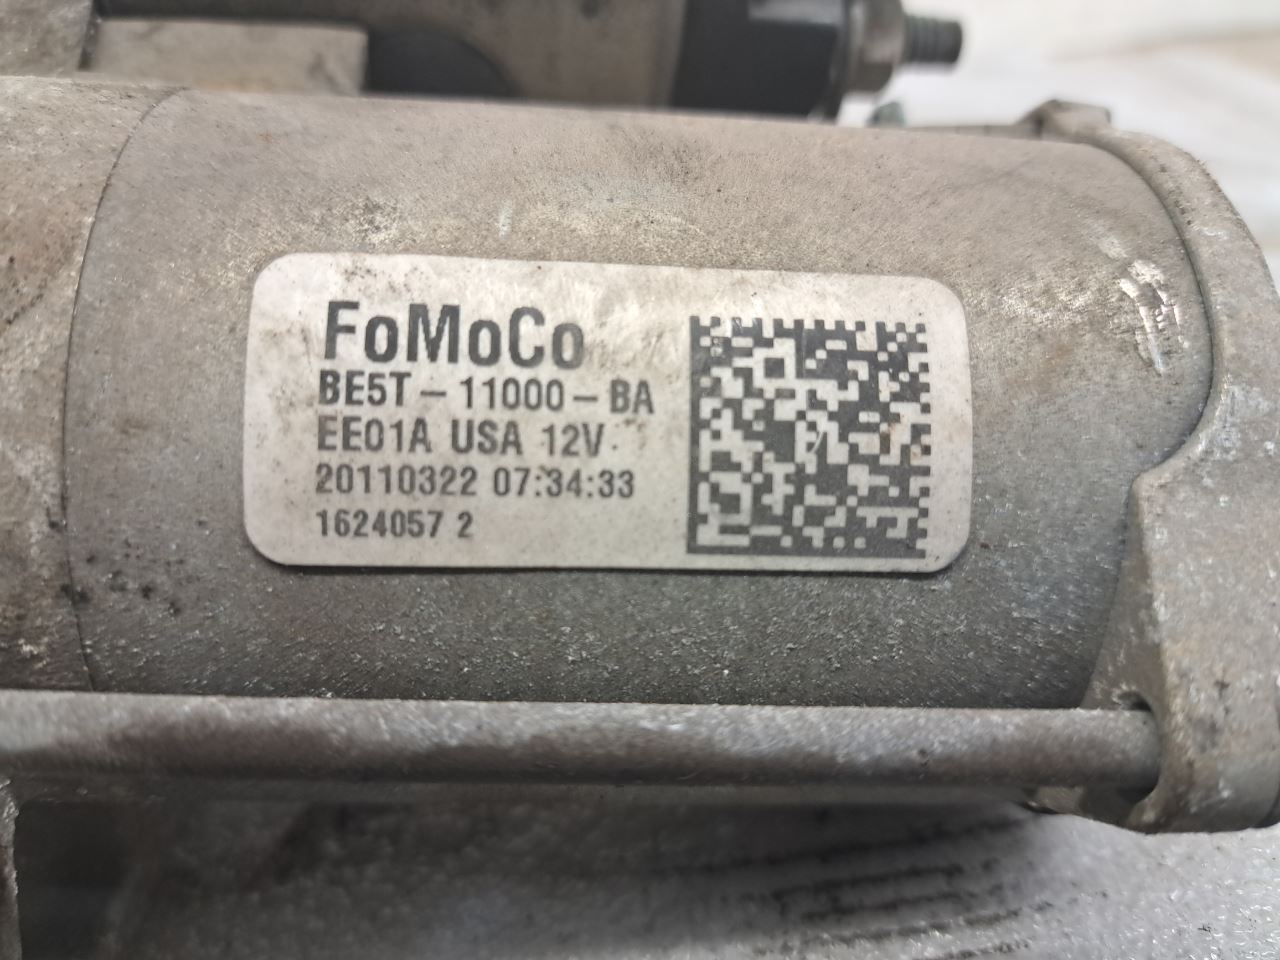 FoMoCo
BE5T-11000-BA
EE01A USA 12V
20110322 07:34:33
1624057 2